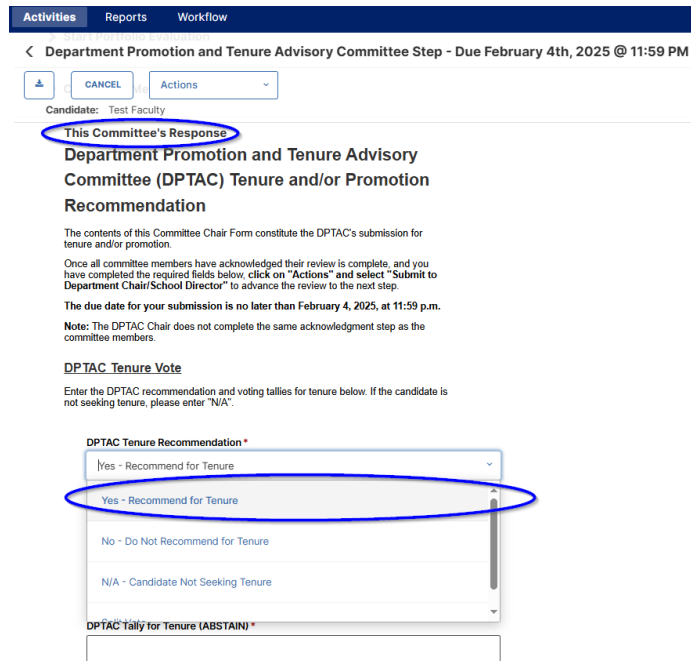 Activities Reports Workflow
Start Portfolio Evaluation
Department Promotion and Tenure Advisory Committee Step - Due February 4th, 2025 @ 11:59 PM
CANCEL Actions
Candidate: Test Faculty
This Committee's Response
Department Promotion and Tenure Advisory
Committee (DPTAC) Tenure and/or Promotion
Recommendation
The contents of this Committee Chair Form constitute the DPTAC's submission for
tenure and/or promotion.
Once all committee members have acknowledged their review is complete, and you
have completed the required fields below, click on "Actions" and select "Submit to
Department Chair/School Director" to advance the review to the next step.
The due date for your submission is no later than February 4, 2025, at 11:59 p.m.
Note: The DPTAC Chair does not complete the same acknowledgment step as the
committee members.
DPTAC Tenure Vote
Enter the DPTAC recommendation and voting tallies for tenure below. If the candidate is
not seeking tenure, please enter "N/A".
DPTAC Tenure Recommendation *
Yes - Recommend for Tenure
Yes - Recommend for Tenure
No - Do Not Recommend for Tenure
N/A - Candidate Not Seeking Tenure
Split Vote
DPTAC Tally for Tenure (ABSTAIN) *